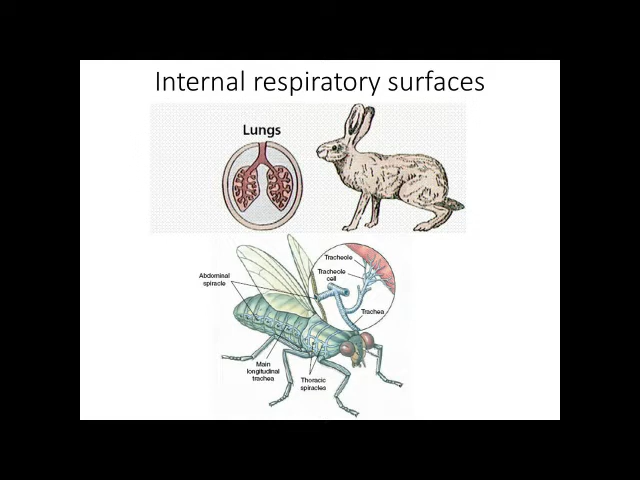 Internal respiratory surfaces
Lungs
Tracheole
Abdominal
spiracle
Tracheole
cell
Trachea
Main
longitudinal
trachea
Thoracic
spiracles